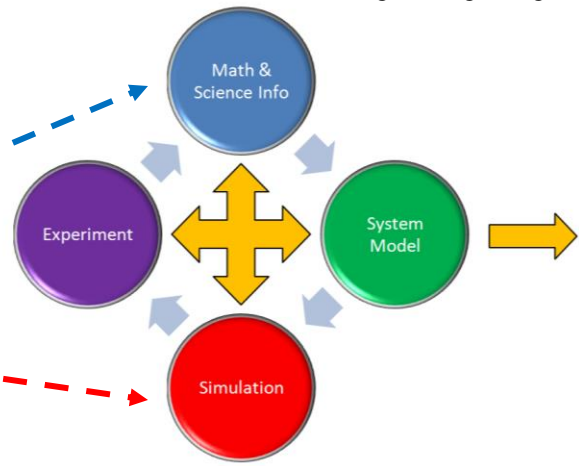 Math &
Science Info
Experiment
System
Model
Simulation